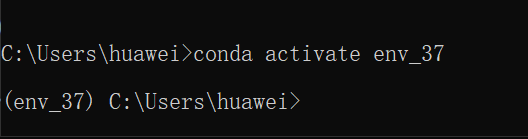 C:\Users\huawei>conda activate env_37
(env_37) C:\Users\huawei>